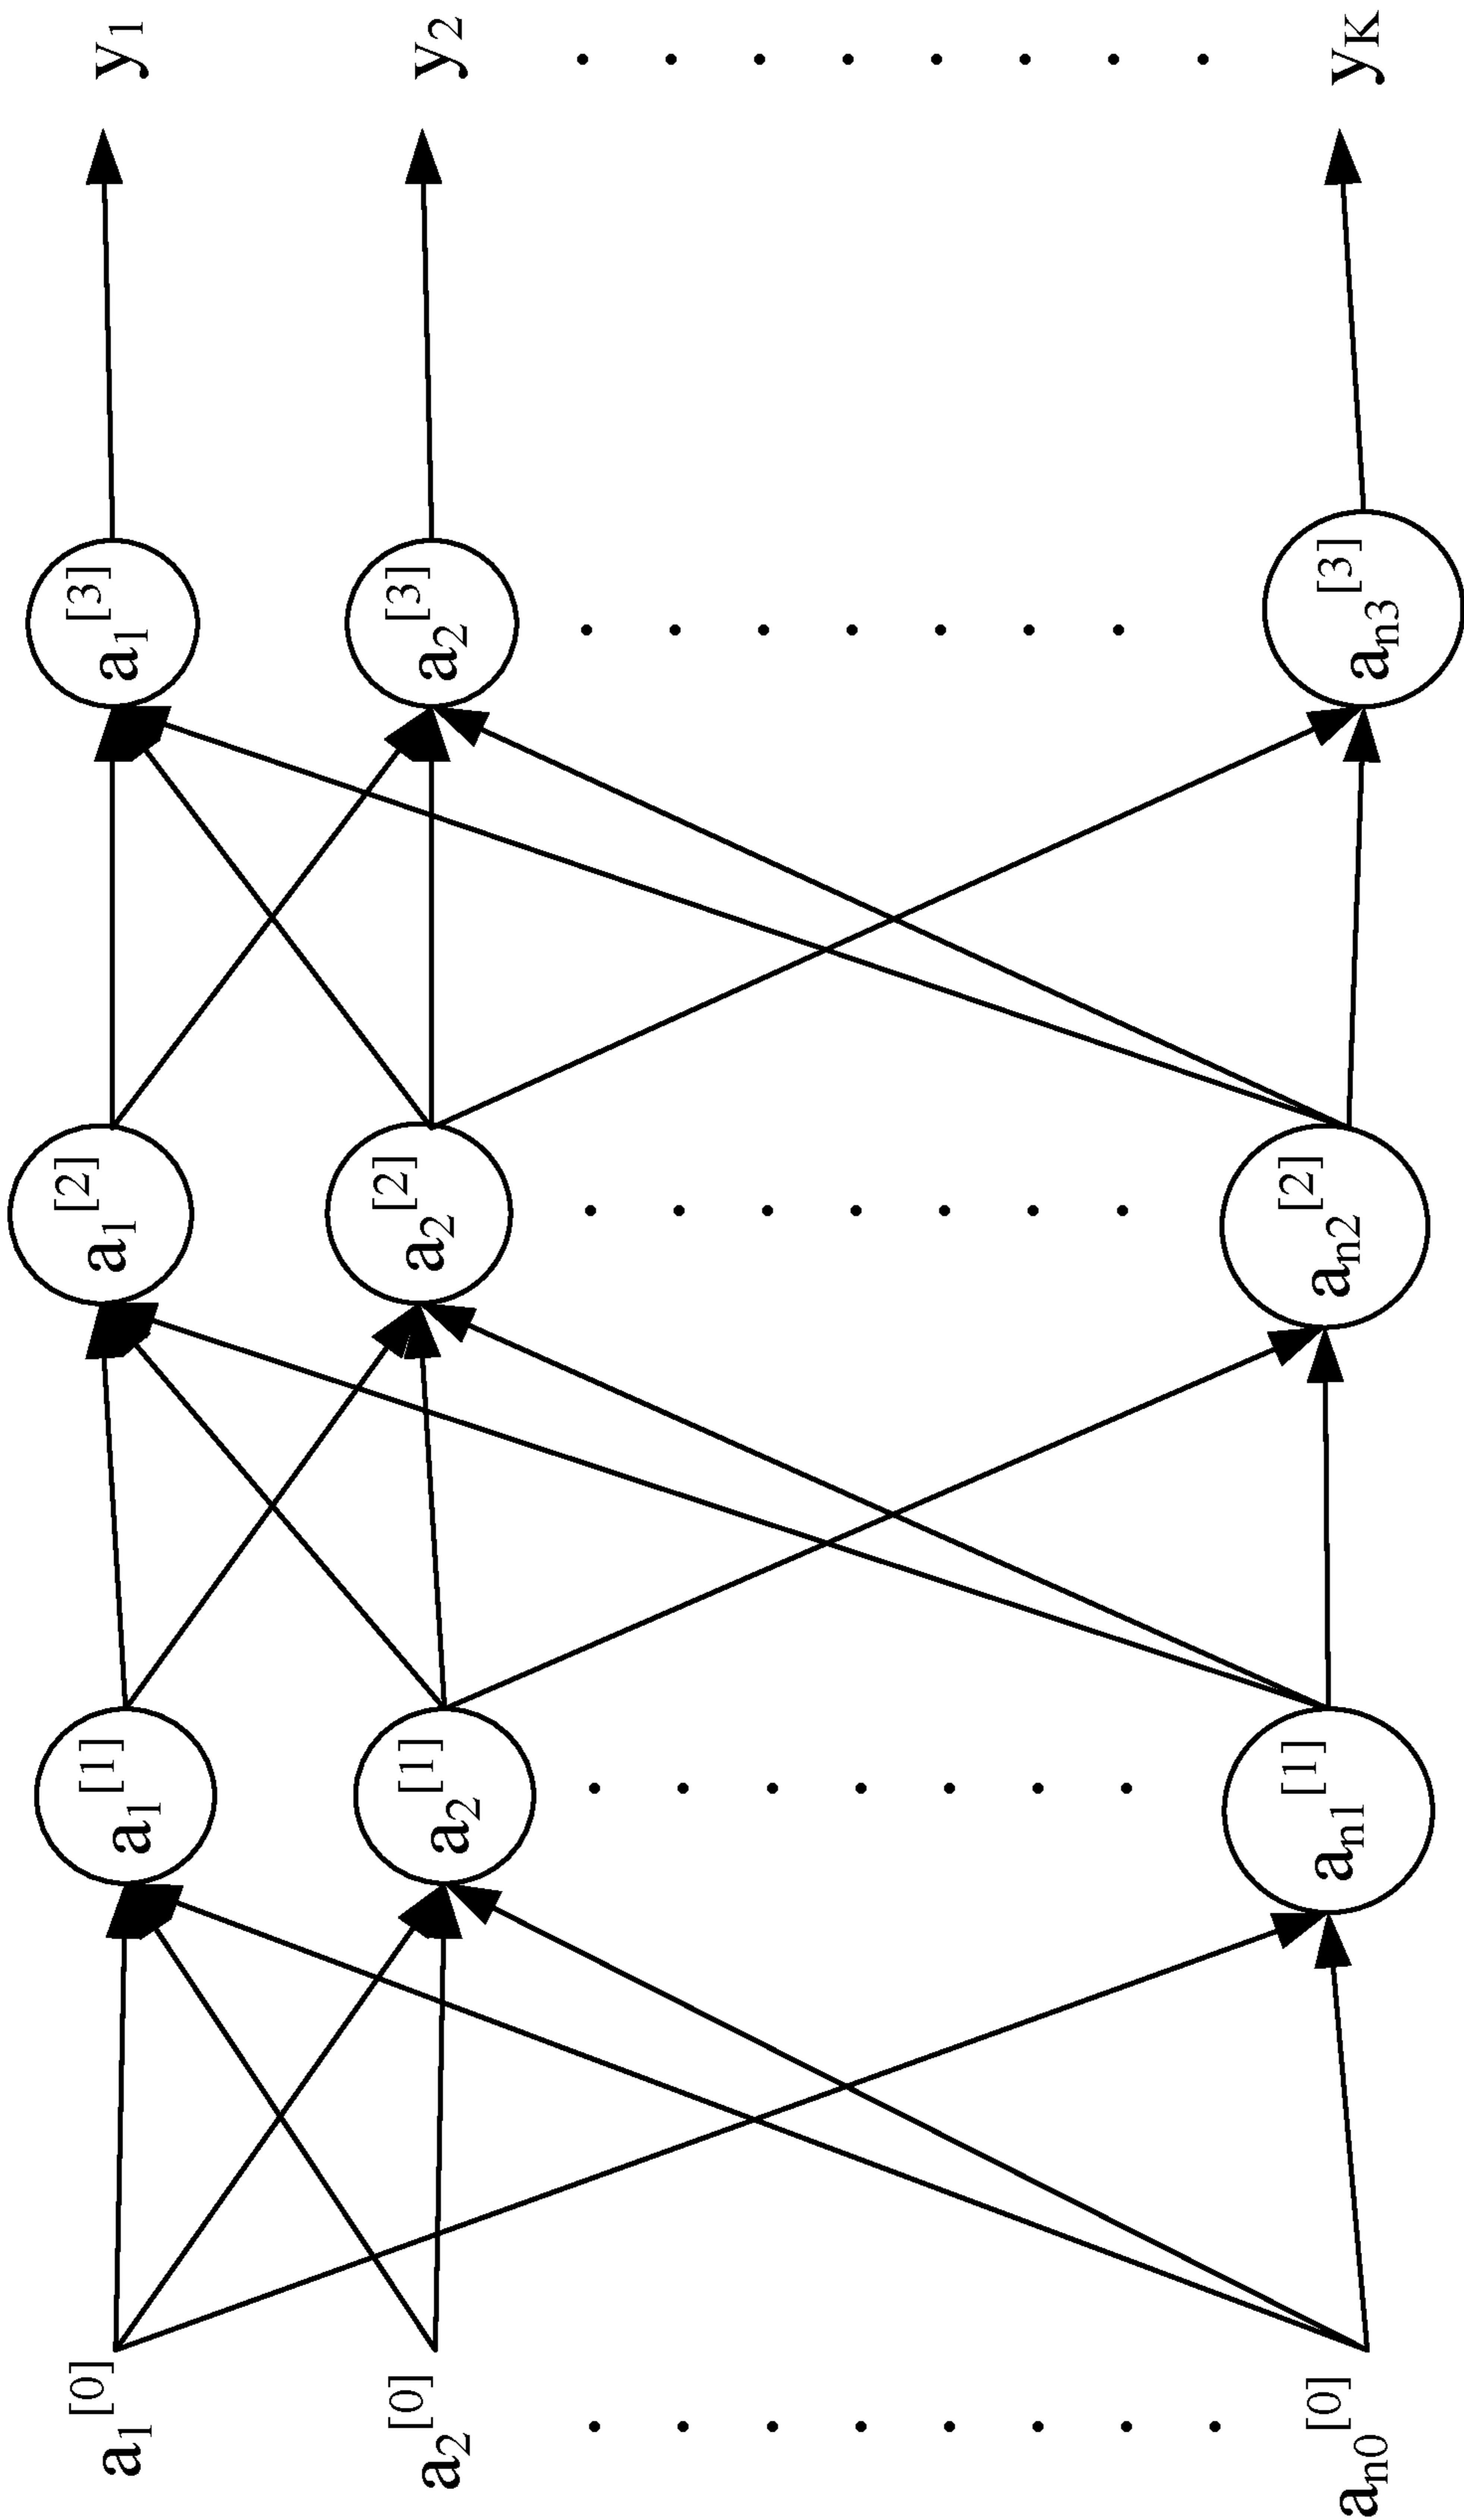 a1[0] a1[1] a1[2] a1[3] y1
a2[0] a2[1] a2[2] a2[3] y2
an0[0] an1[1] an2[2] an3[3] yK